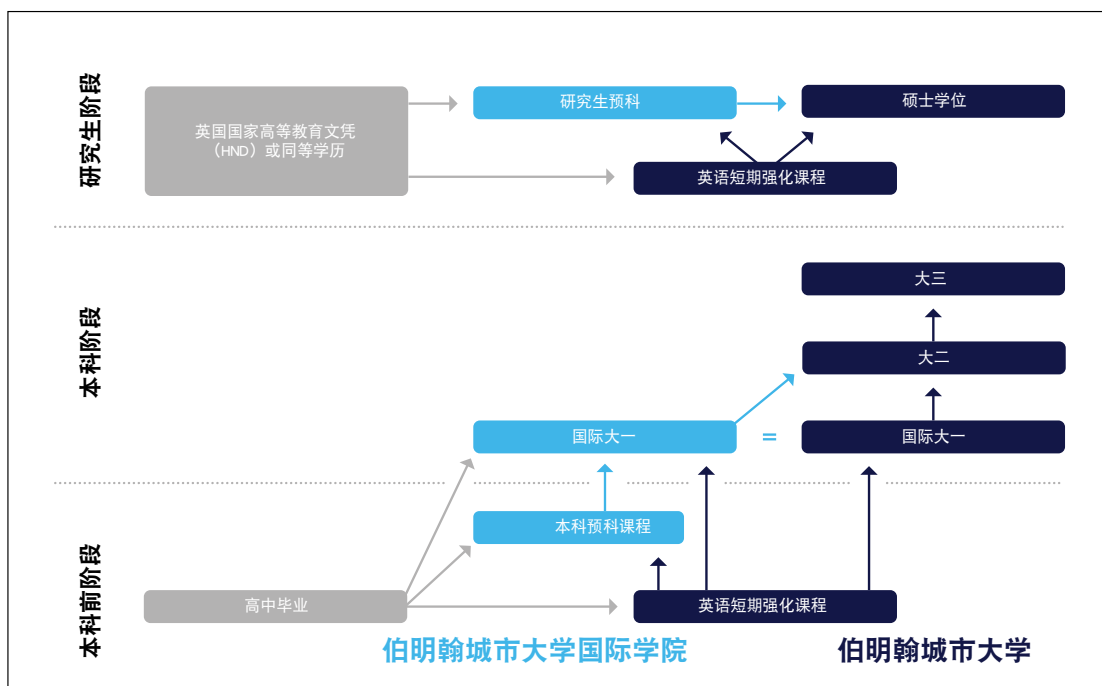 研究生阶段
英国国家高等教育文凭
（HND）或同等学历
研究生预科
硕士学位
英语短期强化课程
本科阶段
大三
大二
国际大一
=
国际大一
本科前阶段
本科预科课程
高中毕业
英语短期强化课程
伯明翰城市大学国际学院
伯明翰城市大学